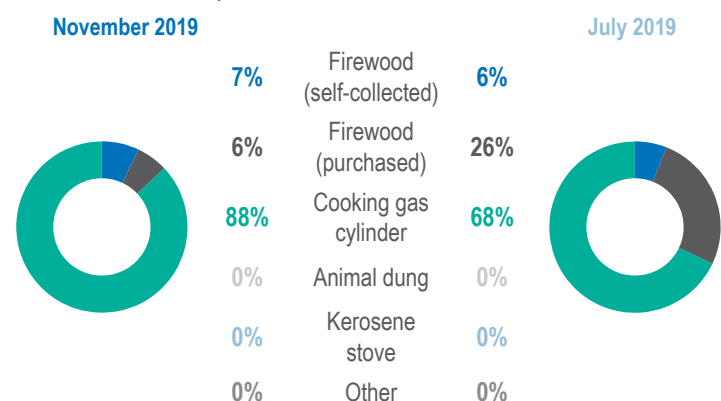 November 2019 July 2019
7% Firewood (self-collected) 6%
6% Firewood (purchased) 26%
88% Cooking gas cylinder 68%
0% Animal dung 0%
0% Kerosene stove 0%
0% Other 0%